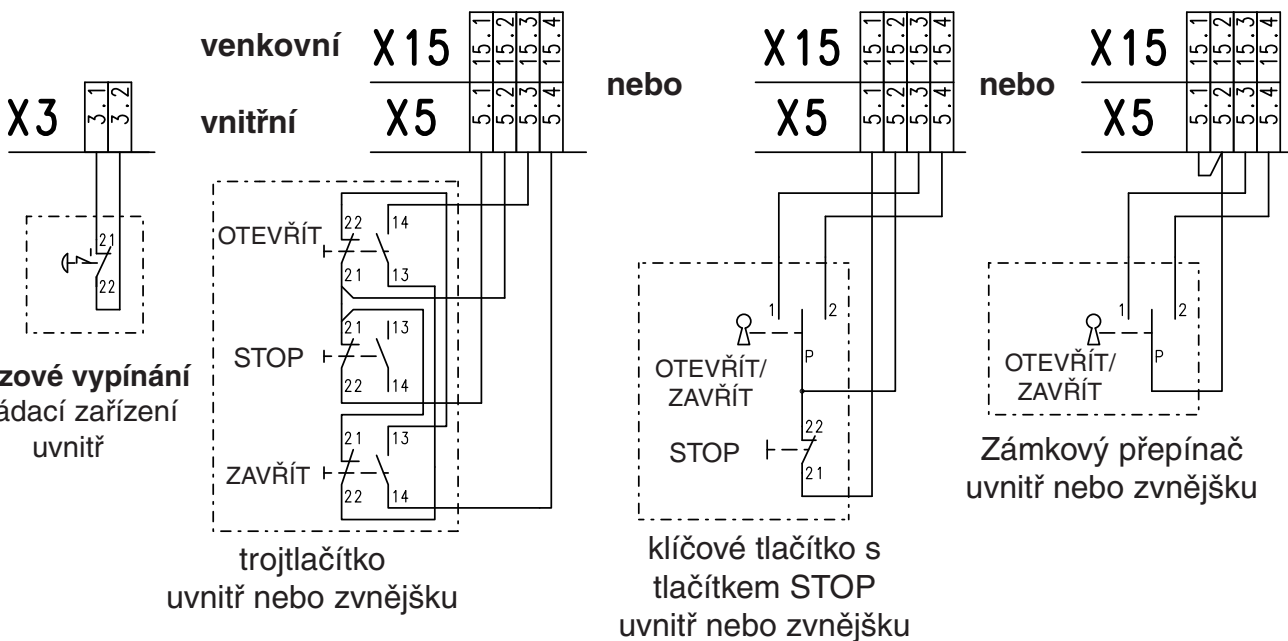 venkovní X15 15.1 15.2 15.3 15.4
vnitřní X5 5.1 5.2 5.3 5.4
X3 3.1 3.2
21
22
vypínání
zařízení
uvnitř
OTEVŘÍT 22 14
21 13
STOP 21 13
22 14
ZAVŘÍT 21 13
22 14
trojtlačítko
uvnitř nebo zvnějšku
nebo
X15 15.1 15.2 15.3 15.4
X5 5.1 5.2 5.3 5.4
1 2
P
OTEVŘÍT/
ZAVŘÍT
STOP 22
21
klíčové tlačítko s
tlačítkem STOP
uvnitř nebo zvnějšku
nebo
X15 15.1 15.2 15.3 15.4
X5 5.1 5.2 5.3 5.4
1 2
P
OTEVŘÍT/
ZAVŘÍT
Zámkový přepínač
uvnitř nebo zvnějšku